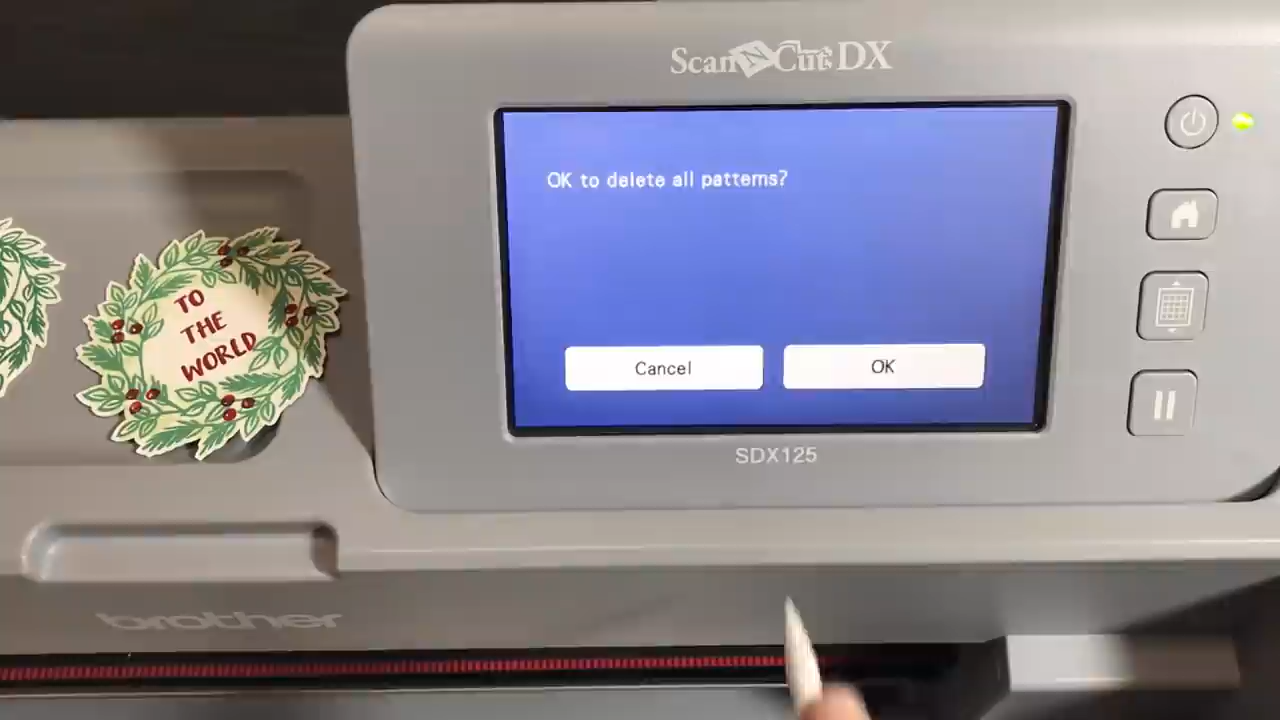 ScanNCut DX
OK to delete all patterns?
Cancel
OK
SDX125
TO
THE
WORLD
brother